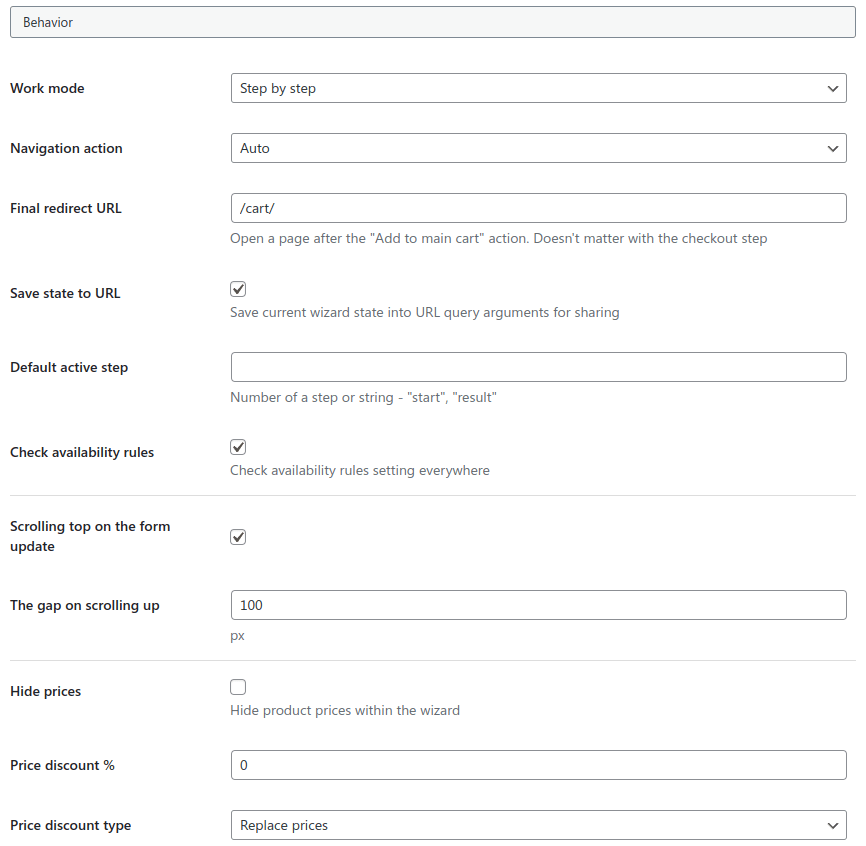 Behavior
Work mode
Step by step
Navigation action
Auto
Final redirect URL
/cart/
Open a page after the "Add to main cart" action. Doesn't matter with the checkout step
Save state to URL
Save current wizard state into URL query arguments for sharing
Default active step
Number of a step or string - "start", "result"
Check availability rules
Check availability rules setting everywhere
Scrolling top on the form
update
The gap on scrolling up
100
px
Hide prices
Hide product prices within the wizard
Price discount %
0
Price discount type
Replace prices